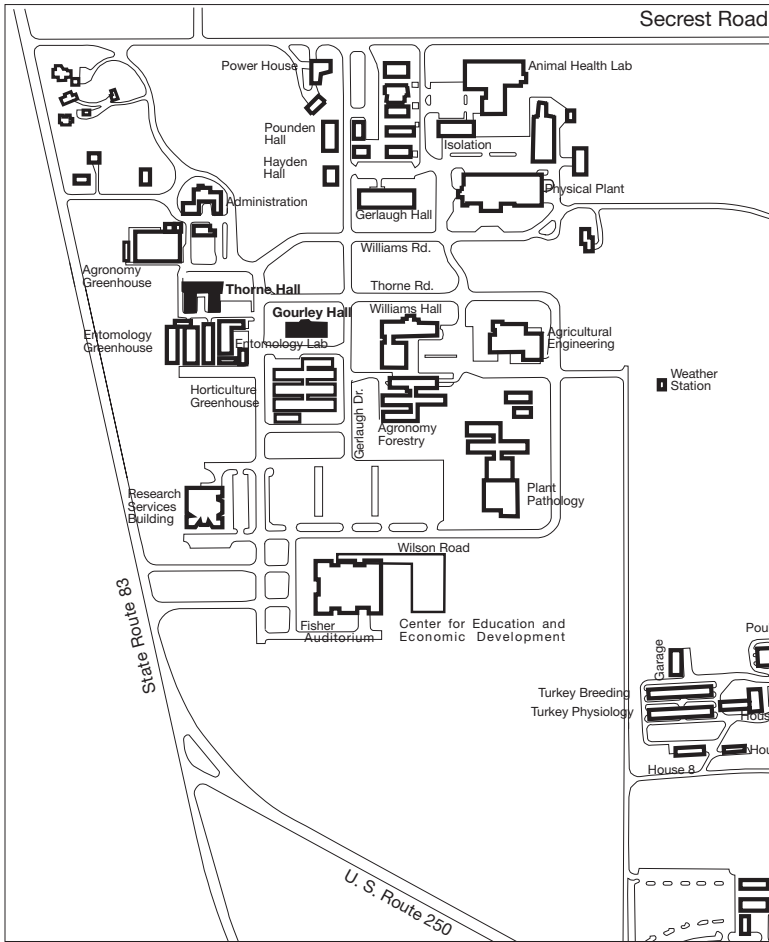 Secrest Road
Power House
Animal Health Lab
Pounden
Hall
Isolation
Hayden
Hall
Physical Plant
Administration
Gerlaugh Hall
Williams Rd.
Agronomy
Greenhouse
Thorne Rd.
Thorne Hall
Gourley Hall
Williams Hall
Entomology
Greenhouse
Entomology Lab
Agricultural
Engineering
Weather
Station
Horticulture
Greenhouse
Gerlaugh Dr.
Agronomy
Forestry
Research
Services
Building
Plant
Pathology
Wilson Road
State Route 83
Fisher
Auditorium
Center for Education and
Economic Development
Garage
Pou
Turkey Breeding
Turkey Physiology
Hous
House 8
Hou
U. S. Route 250